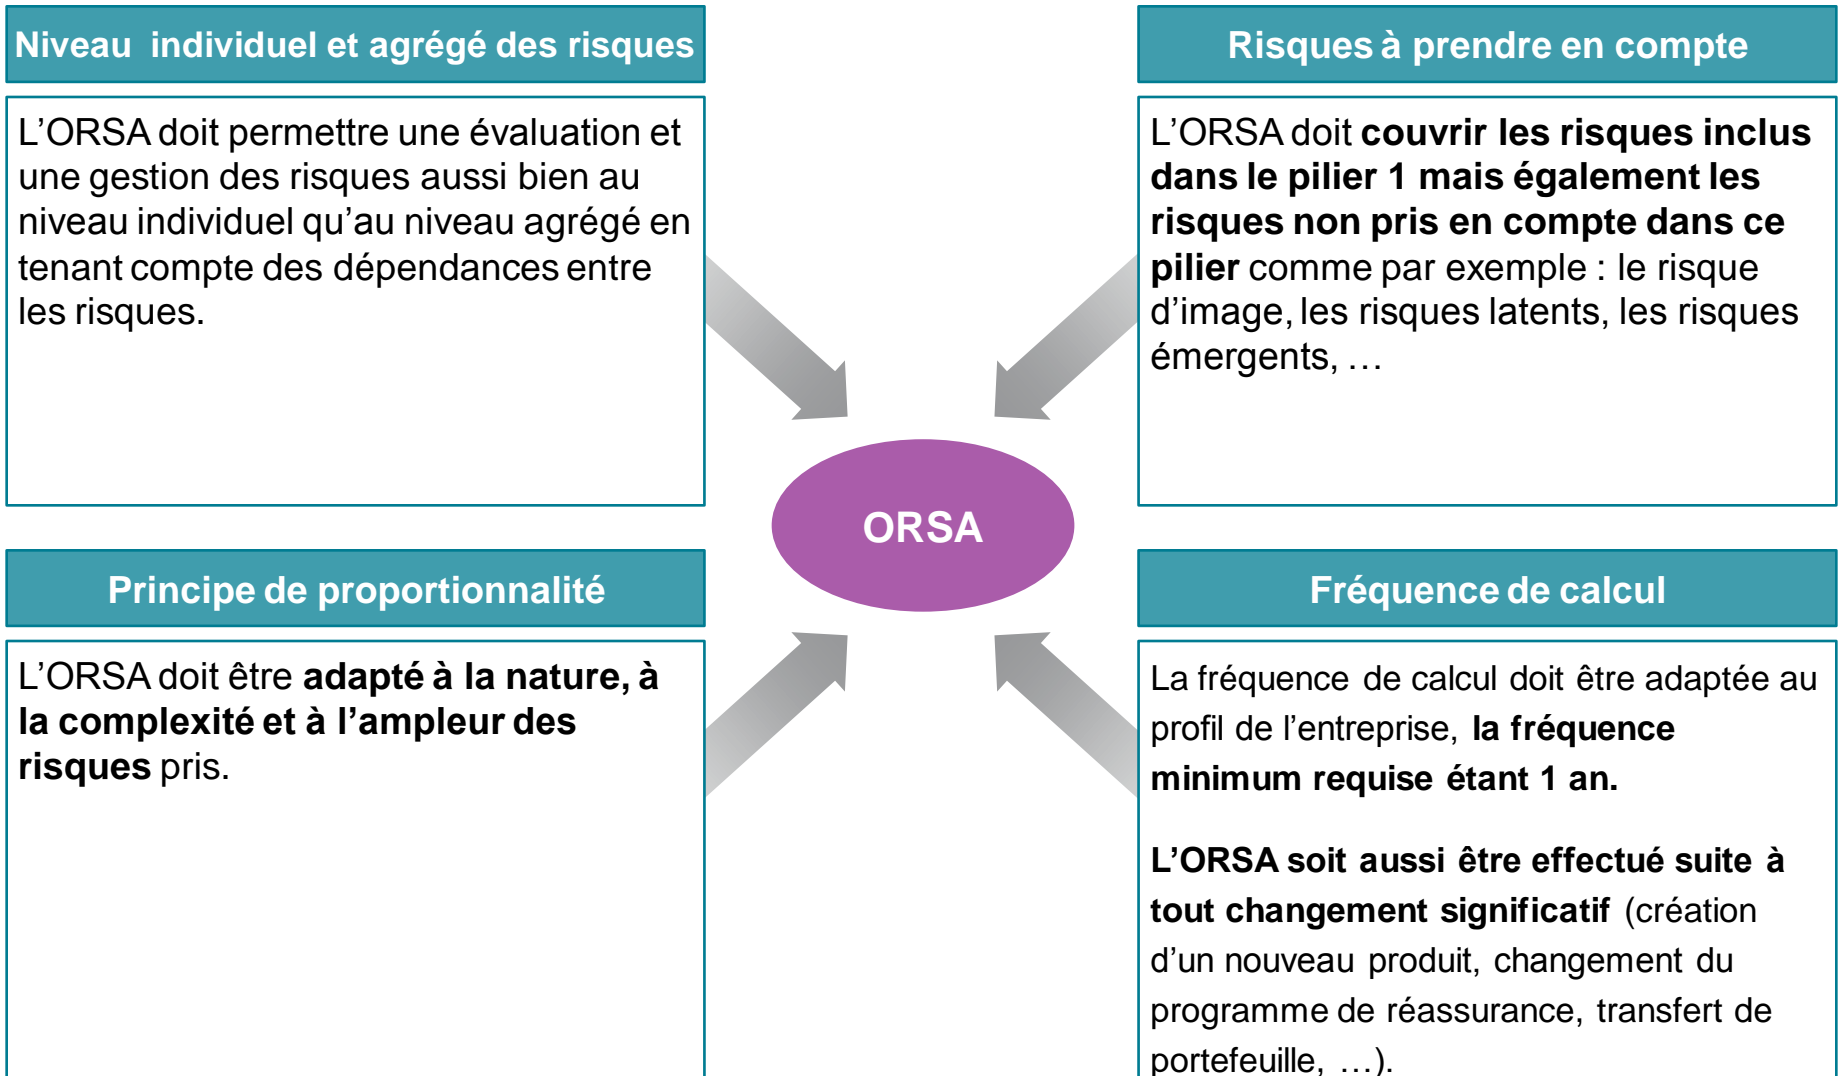 Niveau individuel et agrégé des risques
L’ORSA doit permettre une évaluation et
une gestion des risques aussi bien au
niveau individuel qu’au niveau agrégé en
tenant compte des dépendances entre
les risques.
Risques à prendre en compte
L’ORSA doit couvrir les risques inclus
dans le pilier 1 mais également les
risques non pris en compte dans ce
pilier comme par exemple : le risque
d’image, les risques latents, les risques
émergents, …
ORSA
Principe de proportionnalité
L’ORSA doit être adapté à la nature, à
la complexité et à l’ampleur des
risques pris.
Fréquence de calcul
La fréquence de calcul doit être adaptée au
profil de l’entreprise, la fréquence
minimum requise étant 1 an.
L’ORSA soit aussi être effectué suite à
tout changement significatif (création
d’un nouveau produit, changement du
programme de réassurance, transfert de
portefeuille, …).